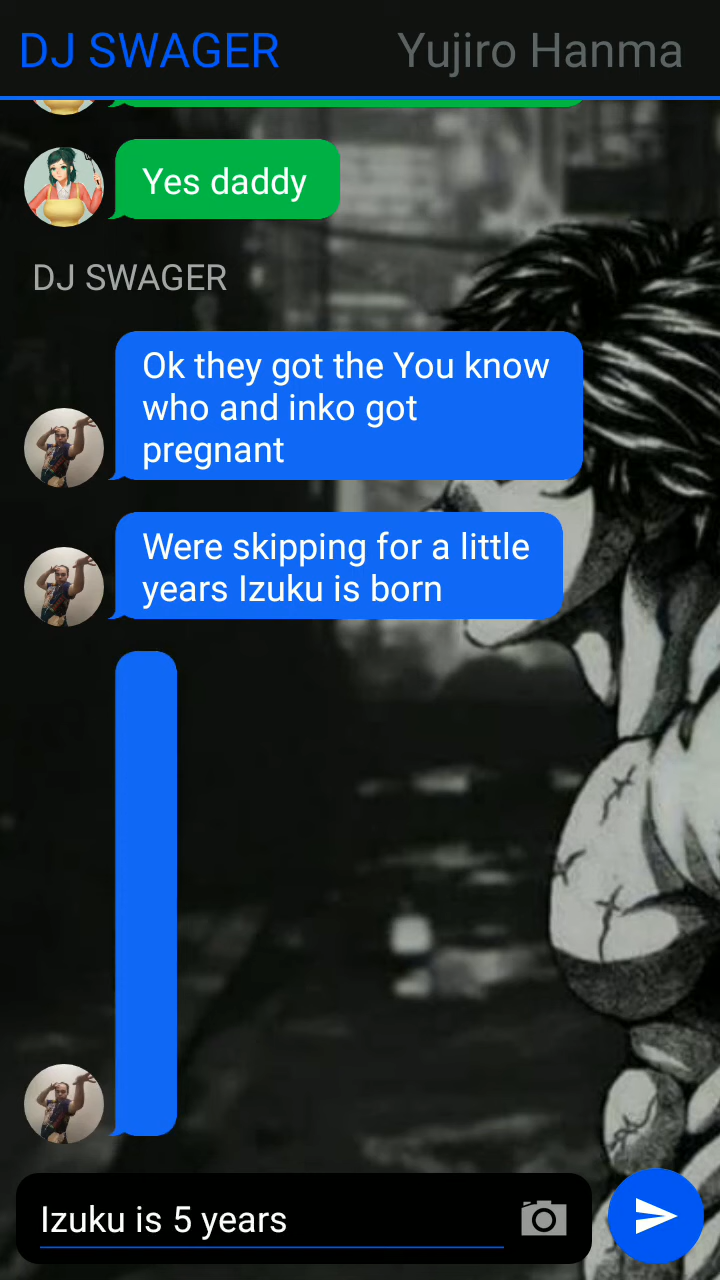 DJ SWAGER
Yujiro Hanma
Yes daddy
DJ SWAGER
Ok they got the You know
who and inko got
pregnant
Were skipping for a little
years Izuku is born
Izuku is 5 years